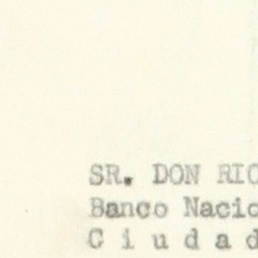 SR. DON RIC
Banco Nacio
C i u d a d